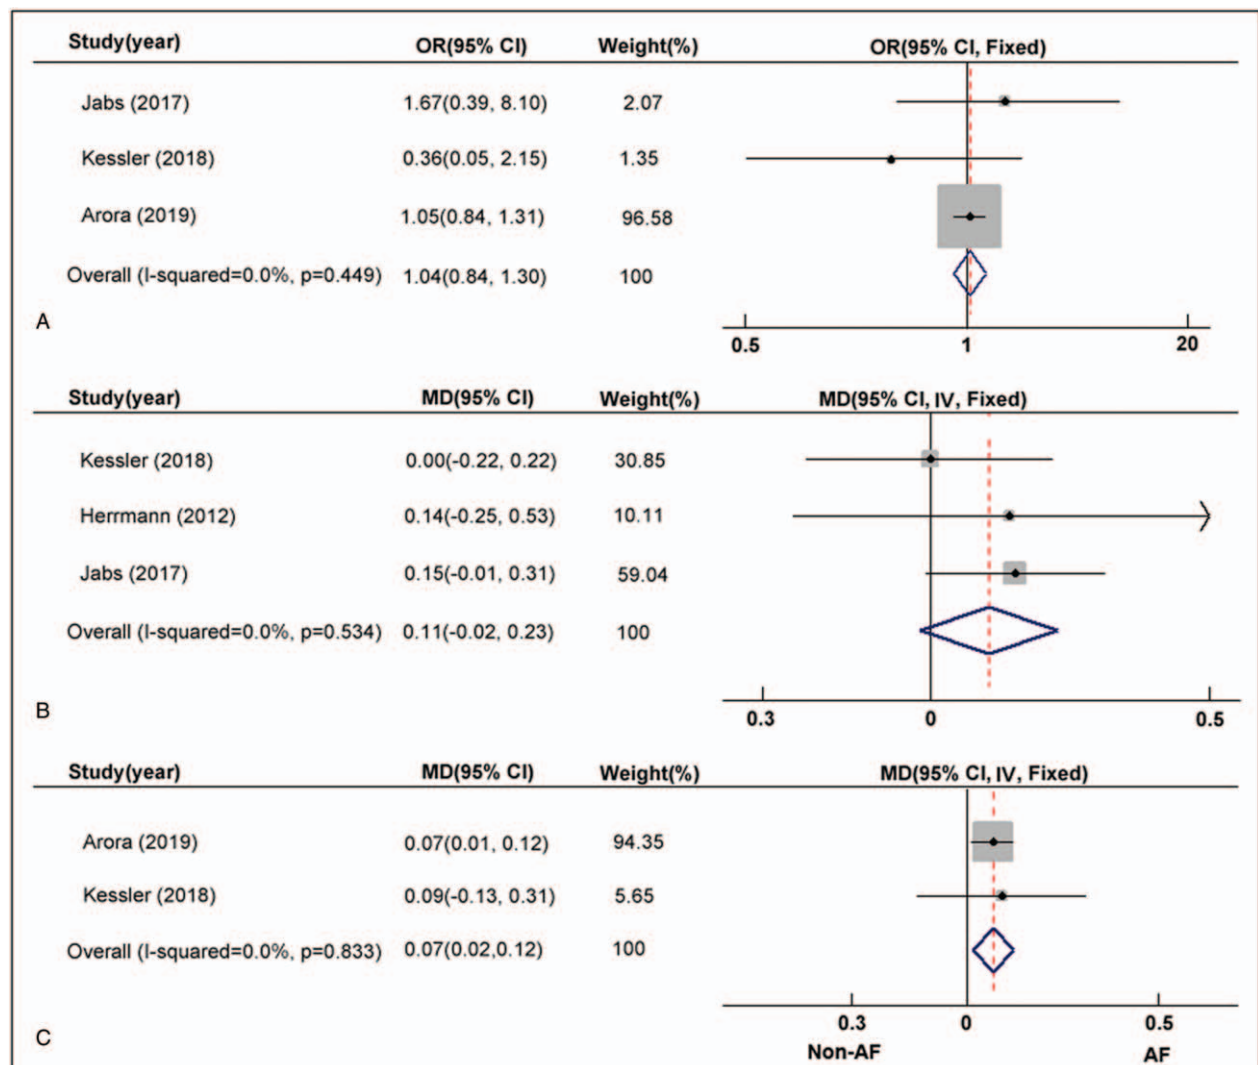 Study(year) OR(95% CI) Weight(%) OR(95% CI, Fixed)
Jabs (2017) 1.67(0.39, 8.10) 2.07
Kessler (2018) 0.36(0.05, 2.15) 1.35
Arora (2019) 1.05(0.84, 1.31) 96.58
Overall (I-squared=0.0%, p=0.449) 1.04(0.84, 1.30) 100
A
0.5 1 20
Study(year) MD(95% CI) Weight(%) MD(95% CI, IV, Fixed)
Kessler (2018) 0.00(-0.22, 0.22) 30.85
Herrmann (2012) 0.14(-0.25, 0.53) 10.11
Jabs (2017) 0.15(-0.01, 0.31) 59.04
Overall (I-squared=0.0%, p=0.534) 0.11(-0.02, 0.23) 100
B
0.3 0 0.5
Study(year) MD(95% CI) Weight(%) MD(95% CI, IV, Fixed)
Arora (2019) 0.07(0.01, 0.12) 94.35
Kessler (2018) 0.09(-0.13, 0.31) 5.65
Overall (I-squared=0.0%, p=0.833) 0.07(0.02,0.12) 100
0.3 0 0.5
C
Non-AF AF